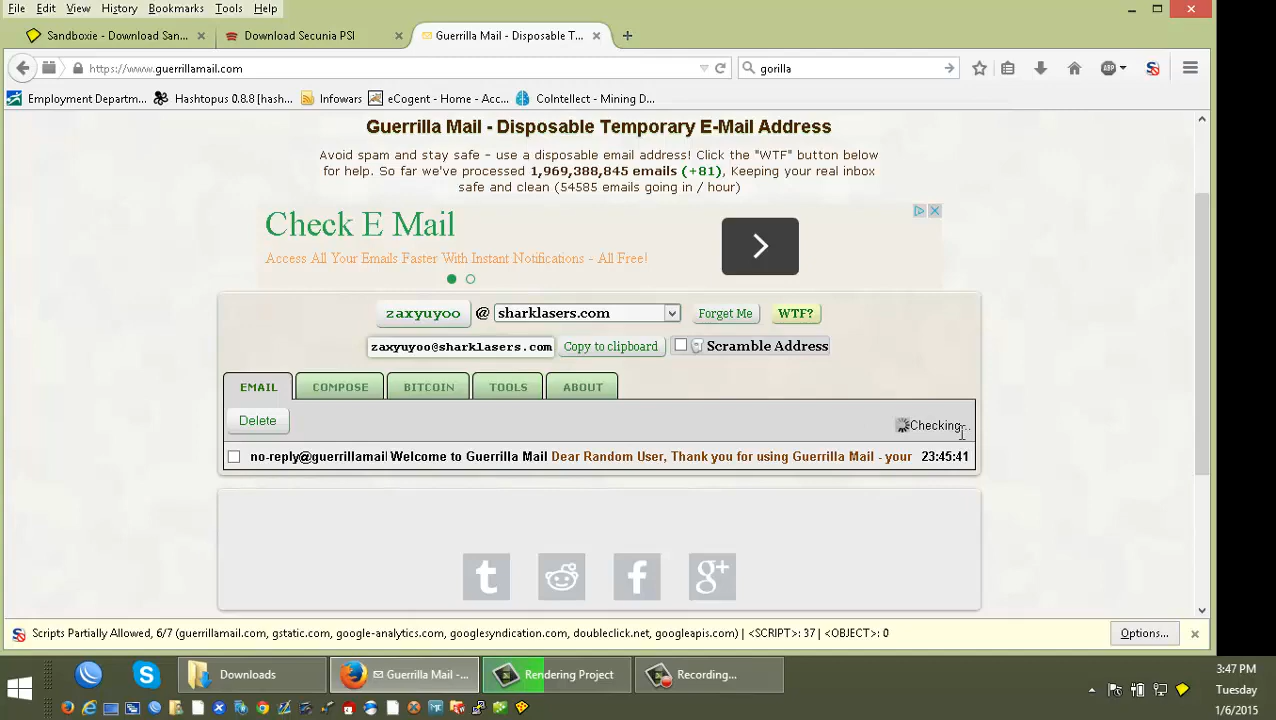 File Edit View History Bookmarks Tools Help
Sandboxie - Download San...
Download Secunia PSI
Guerrilla Mail - Disposable T...
https://www.guerrillamail.com
gorilla
ABP
Employment Departm...
Hashtopus 0.8.8 [hash...
Infowars
eCogent - Home - Acc...
CoIntellect - Mining D...
Guerrilla Mail - Disposable Temporary E-Mail Address
Avoid spam and stay safe - use a disposable email address! Click the "WTF" button below
for help. So far we've processed 1,969,388,845 emails (+81), Keeping your real inbox
safe and clean (54585 emails going in / hour)
Check E Mail
Access All Your Emails Faster With Instant Notifications - All Free!
zaxyuyoo @ sharklasers.com Forget Me WTF?
zaxyuyoo@sharklasers.com Copy to clipboard Scramble Address
EMAIL COMPOSE BITCOIN TOOLS ABOUT
Delete
Checking...
no-reply@guerrillamail Welcome to Guerrilla Mail Dear Random User, Thank you for using Guerrilla Mail - your 23:45:41
Scripts Partially Allowed, 6/7 (guerrillamail.com, gstatic.com, google-analytics.com, googlesyndication.com, doubleclick.net, googleapis.com) | <SCRIPT>: 37 | <OBJECT>: 0
Options...
Downloads
Guerrilla Mail -...
Rendering Project
Recording...
3:47 PM
Tuesday
1/6/2015